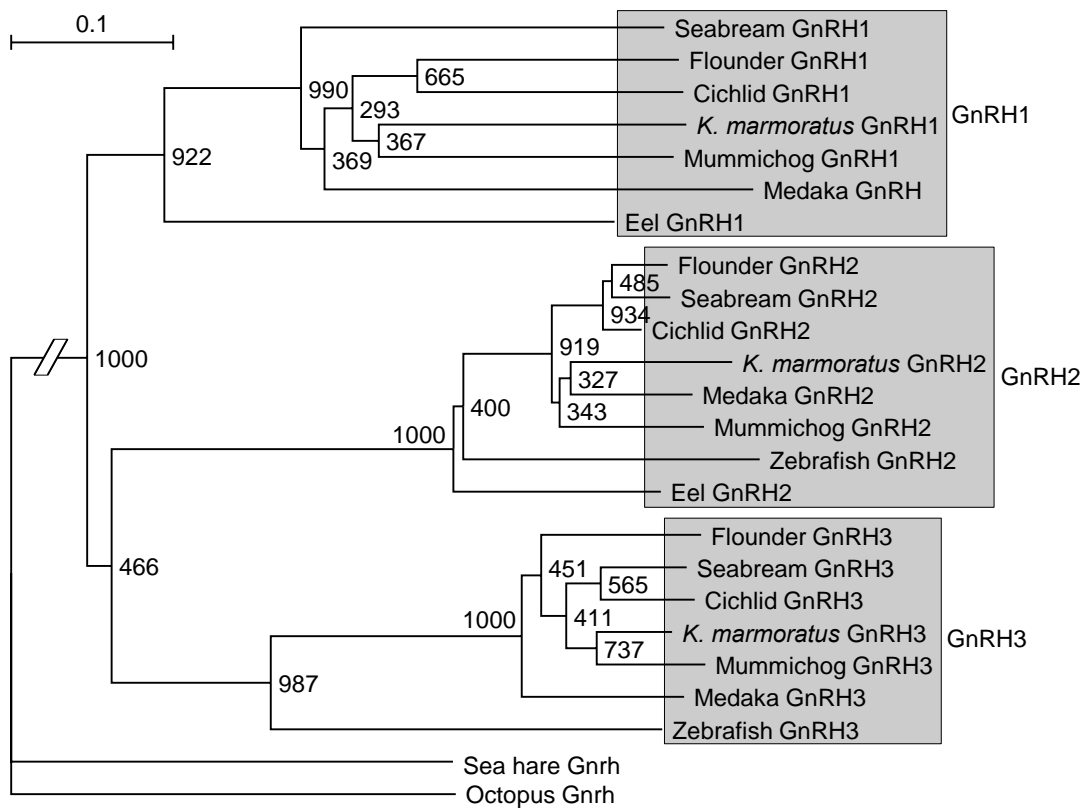 0.1
Seabream GnRH1
Flounder GnRH1
665
Cichlid GnRH1
990
293
K. marmoratus GnRH1
GnRH1
367
922
369
Mummichog GnRH1
Medaka GnRH
Eel GnRH1
Flounder GnRH2
485
Seabream GnRH2
934
Cichlid GnRH2
1000
919
K. marmoratus GnRH2
GnRH2
327
Medaka GnRH2
400
343
1000
Mummichog GnRH2
Zebrafish GnRH2
Eel GnRH2
Flounder GnRH3
466
451
Seabream GnRH3
565
Cichlid GnRH3
1000
411
K. marmoratus GnRH3
GnRH3
737
Mummichog GnRH3
987
Medaka GnRH3
Zebrafish GnRH3
Sea hare Gnrh
Octopus Gnrh